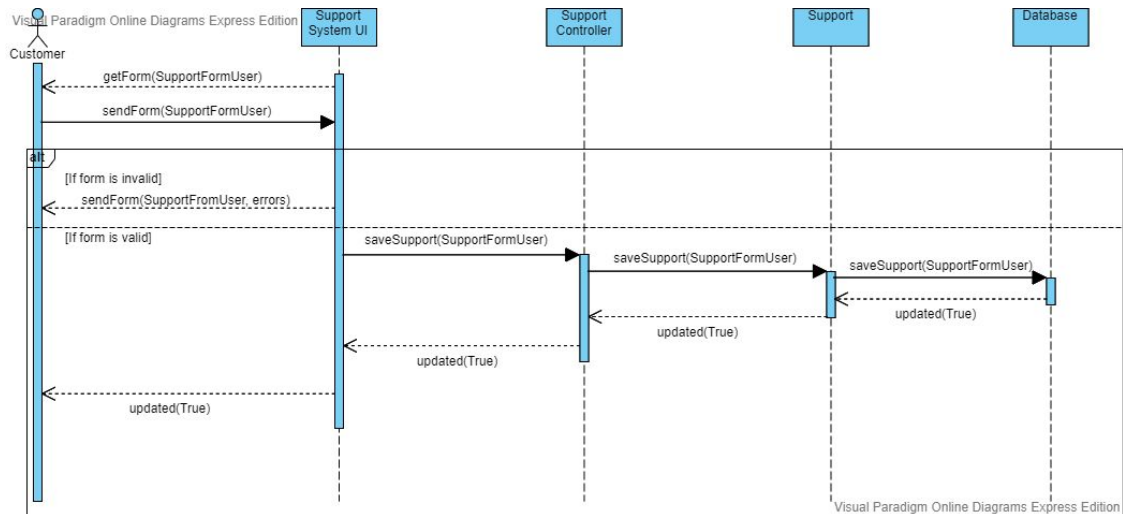 Visual Paradigm Online Diagrams Express Edition
Customer
Support
System UI
Support
Controller
Support
Database
getForm(SupportFormUser)
sendForm(SupportFormUser)
alt
[If form is invalid]
sendForm(SupportFromUser, errors)
[If form is valid]
saveSupport(SupportFormUser)
saveSupport(SupportFormUser)
saveSupport(SupportFormUser)
updated(True)
updated(True)
updated(True)
updated(True)
Visual Paradigm Online Diagrams Express Edition